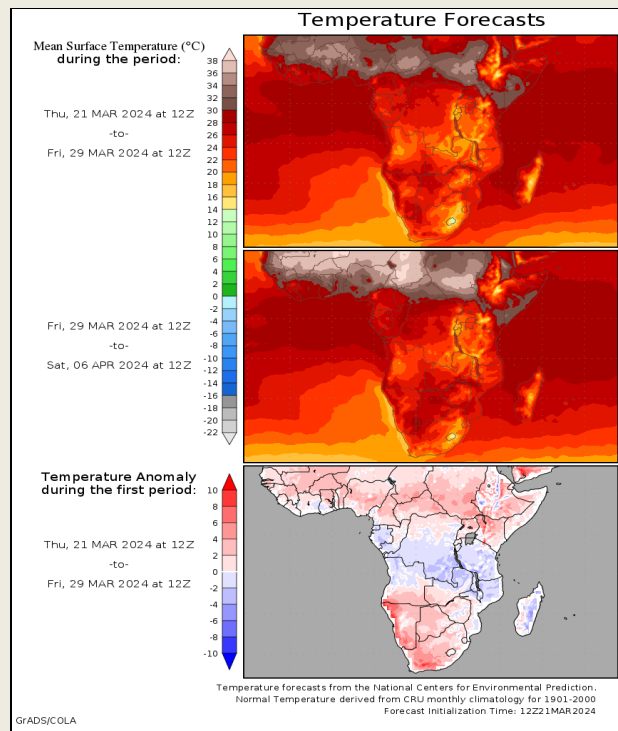 Temperature Forecasts
Mean Surface Temperature (°C)
during the period:
Thu, 21 MAR 2024 at 12Z
-to-
Fri, 29 MAR 2024 at 12Z
38
36
34
32
30
28
26
24
22
20
18
16
14
12
10
8
6
4
2
0
-2
-4
-6
-8
-10
-12
-14
-16
-18
-20
-22
Fri, 29 MAR 2024 at 12Z
-to-
Sat, 06 APR 2024 at 12Z
Temperature Anomaly
during the first period:
Thu, 21 MAR 2024 at 12Z
-to-
Fri, 29 MAR 2024 at 12Z
10
8
6
4
2
0
-2
-4
-6
-8
-10
Temperature forecasts from the National Centers for Environmental Prediction.
Normal Temperature derived from CRU monthly climatology for 1901-2000
Forecast Initialization Time: 12Z21MAR2024
GrADS/COLA